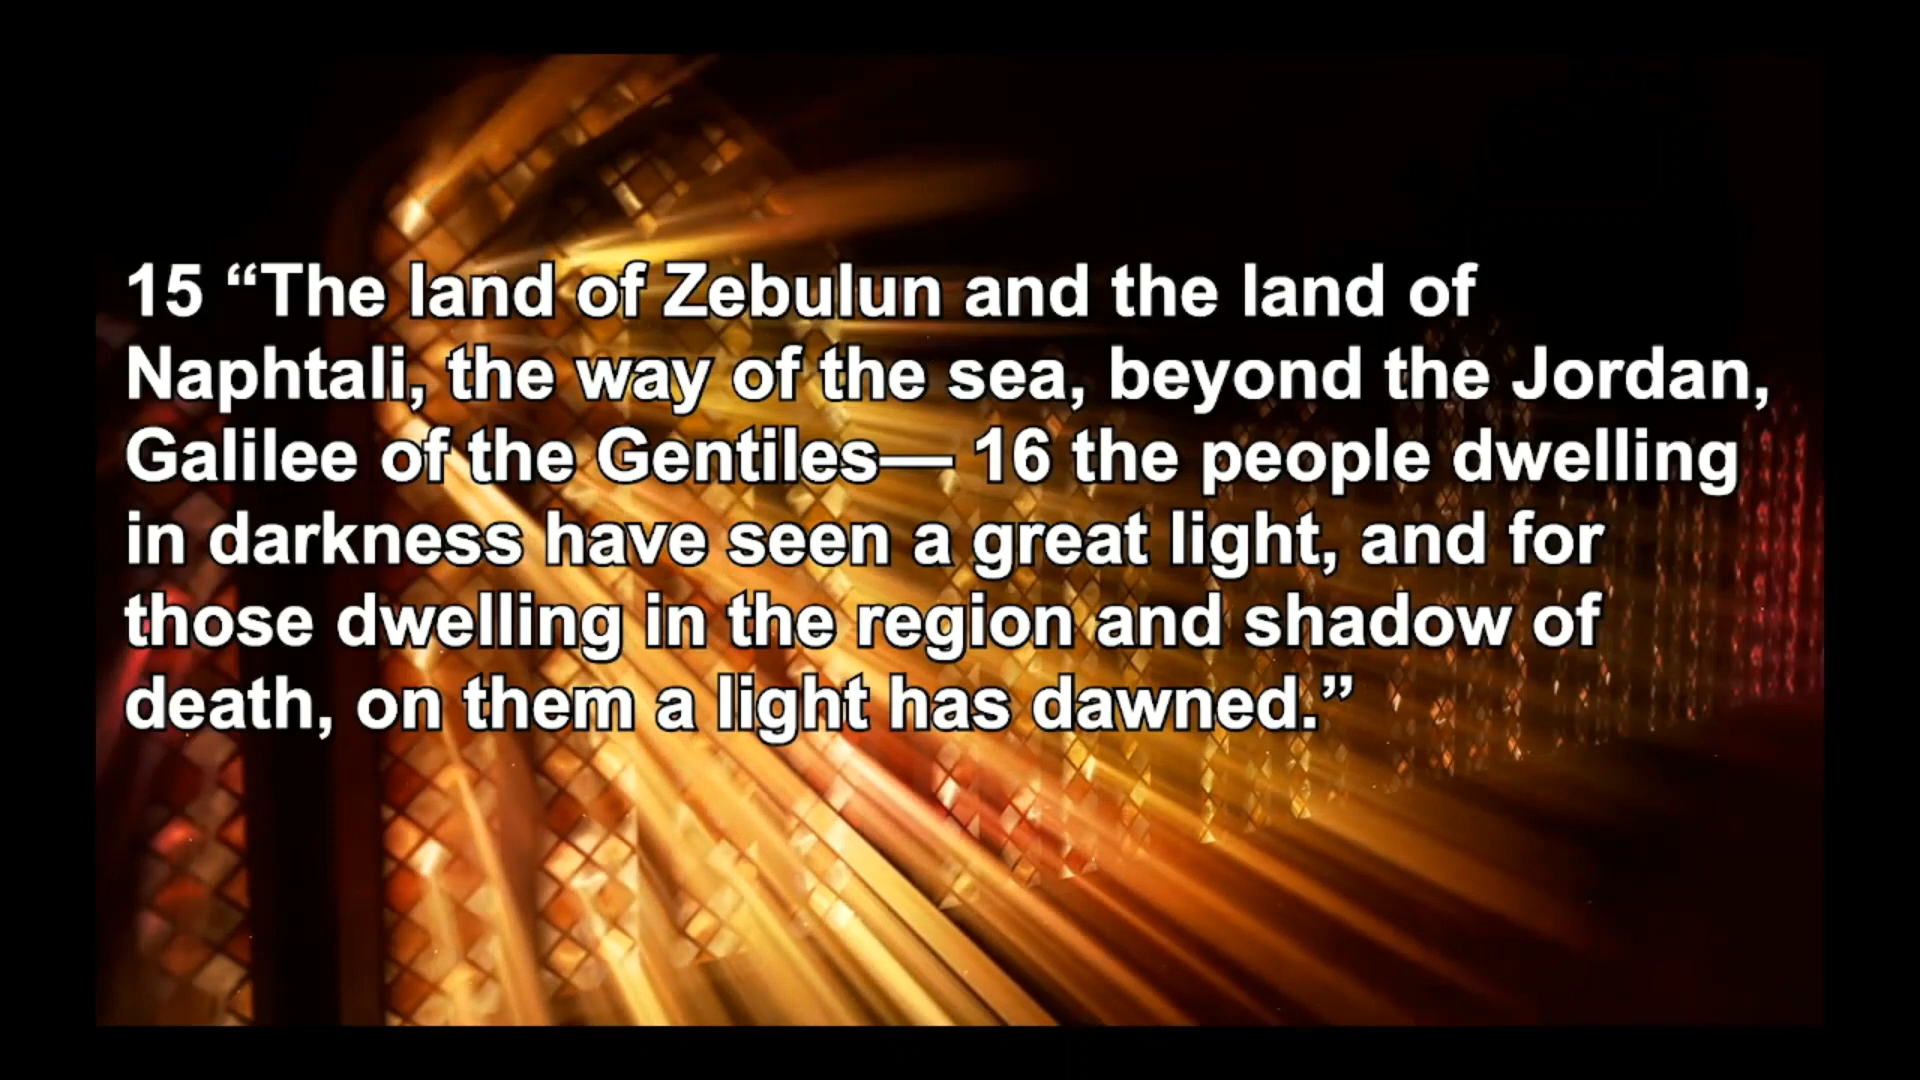 15 “The land of Zebulun and the land of
Naphtali, the way of the sea, beyond the Jordan,
Galilee of the Gentiles— 16 the people dwelling
in darkness have seen a great light, and for
those dwelling in the region and shadow of
death, on them a light has dawned.”